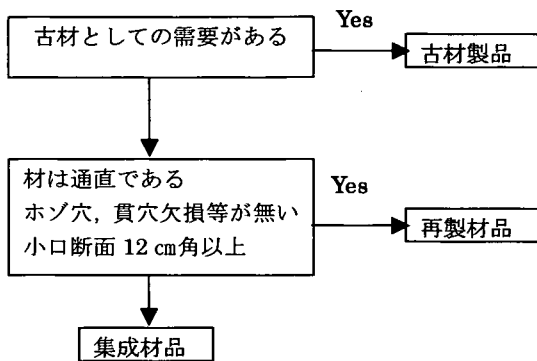 古材としての需要がある
Yes
古材製品
材は通直である
ホゾ穴，貫穴欠損等が無い
小口断面 12 ㎝角以上
Yes
再製材品
集成材品